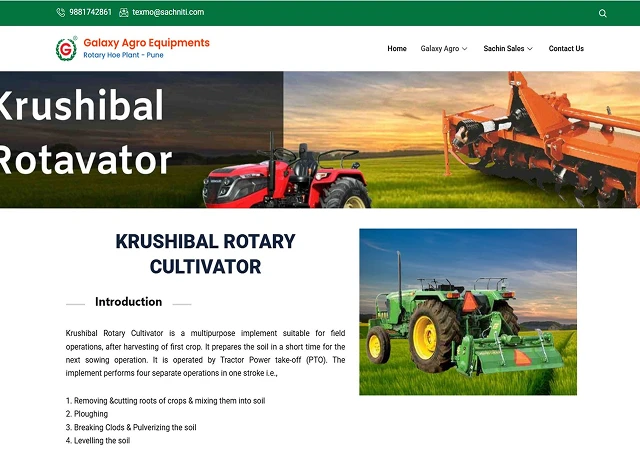 9881742861 texmo@sachniti.com
Galaxy Agro Equipments
Rotary Hoe Plant - Pune
Home Galaxy Agro Sachin Sales Contact Us
Krushibal
Rotavator
KRUSHIBAL ROTARY
CULTIVATOR
Introduction
Krushibal Rotary Cultivator is a multipurpose implement suitable for field
operations, after harvesting of first crop. It prepares the soil in a short time for the
next sowing operation. It is operated by Tractor Power take-off (PTO). The
implement performs four separate operations in one stroke i.e.,
1. Removing &cutting roots of crops & mixing them into soil
2. Ploughing
3. Breaking Clods & Pulverizing the soil
4. Levelling the soil